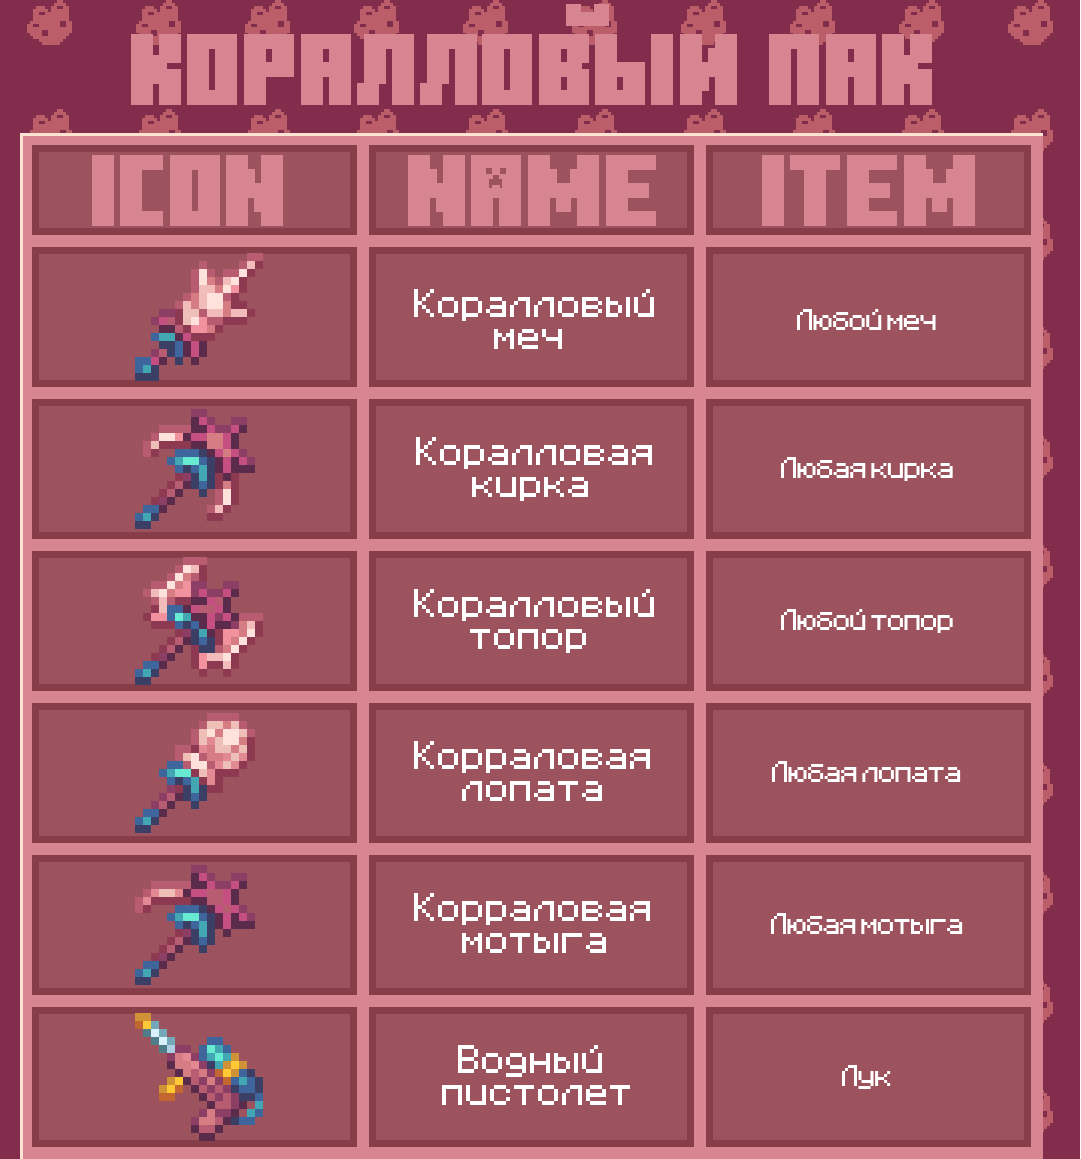 КОРАЛЛОВЫЙ ПАК
ICON NAME ITEM
Коралловый
меч
Любой меч
Коралловая
кирка
Любая кирка
Коралловый
топор
Любой топор
Корраловая
лопата
Любая лопата
Корраловая
мотыга
Любая мотыга
Водный
пистолет
Лук